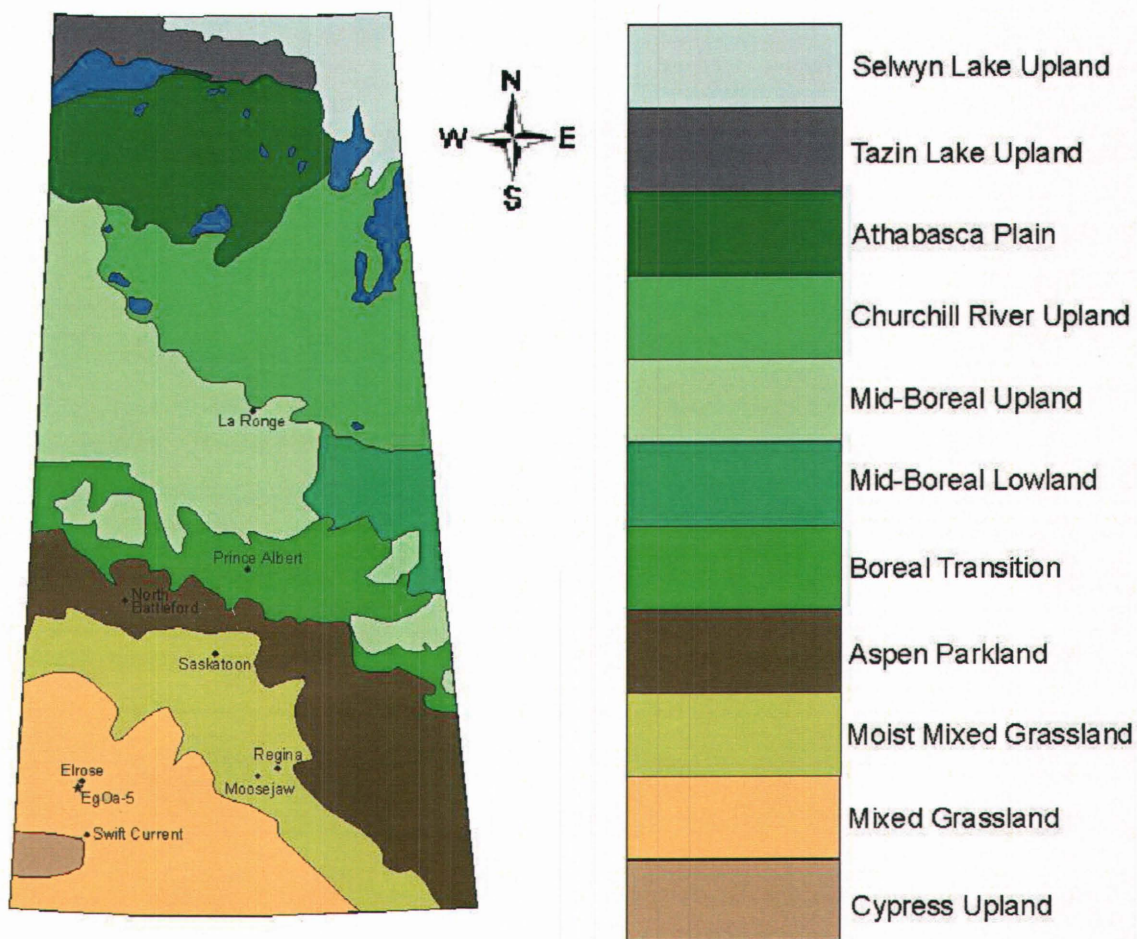 La Ronge
Prince Albert
North
Battleford
Saskatoon
Regina
Moosejaw
Elrose
EgOa-5
Swift Current
N
W E
S
Selwyn Lake Upland
Tazin Lake Upland
Athabasca Plain
Churchill River Upland
Mid-Boreal Upland
Mid-Boreal Lowland
Boreal Transition
Aspen Parkland
Moist Mixed Grassland
Mixed Grassland
Cypress Upland